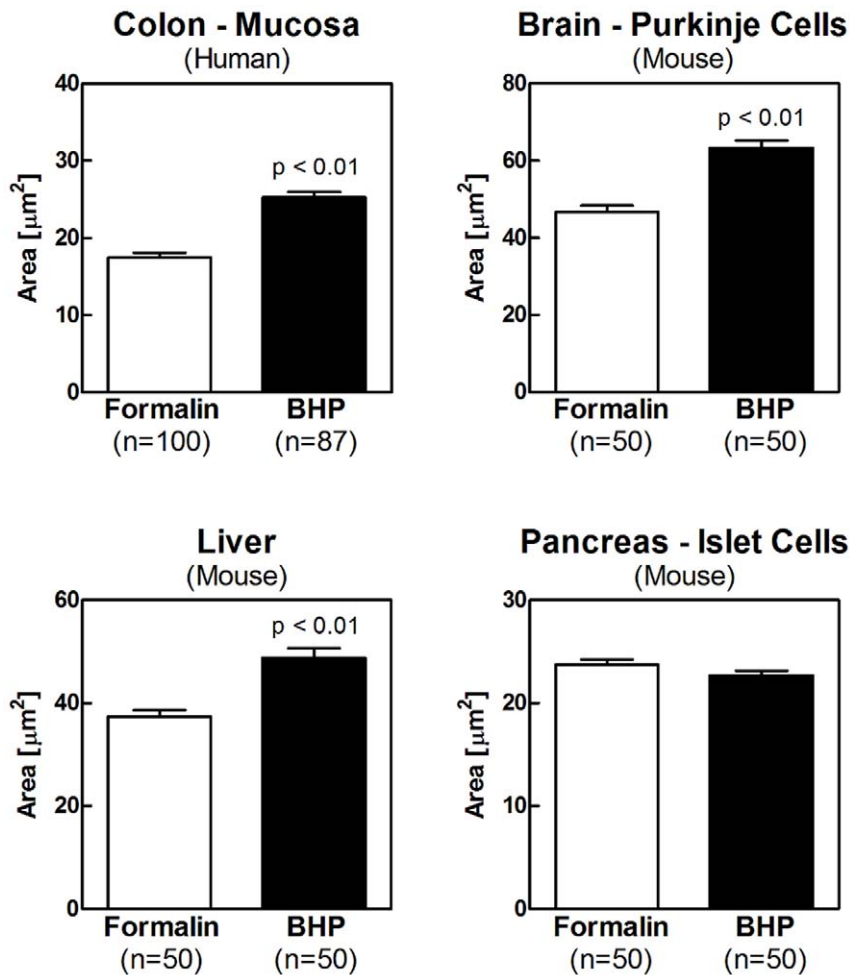 Colon - Mucosa
(Human)
Area [μm²]
40
30
20
10
0
p < 0.01
Formalin
BHP
(n=100)
(n=87)
Brain - Purkinje Cells
(Mouse)
Area [μm²]
80
60
40
20
0
p < 0.01
Formalin
BHP
(n=50)
(n=50)
Liver
(Mouse)
Area [μm²]
60
40
20
0
p < 0.01
Formalin
BHP
(n=50)
(n=50)
Pancreas - Islet Cells
(Mouse)
Area [μm²]
30
20
10
0
Formalin
BHP
(n=50)
(n=50)